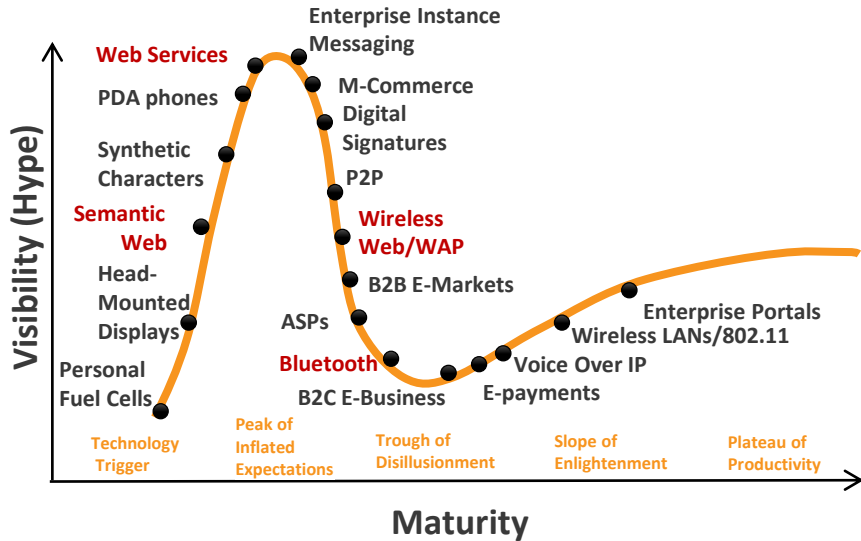 Enterprise Instance
Messaging
Web Services
M-Commerce
PDA phones
Digital
Signatures
Synthetic
Characters
P2P
Semantic
Web
Wireless
Web/WAP
Head-
Mounted
Displays
B2B E-Markets
ASPs
Enterprise Portals
Wireless LANs/802.11
Bluetooth
Voice Over IP
Personal
Fuel Cells
B2C E-Business
E-payments
Technology
Trigger
Peak of
Inflated
Expectations
Trough of
Disillusionment
Slope of
Enlightenment
Plateau of
Productivity
Visibility (Hype)
Maturity